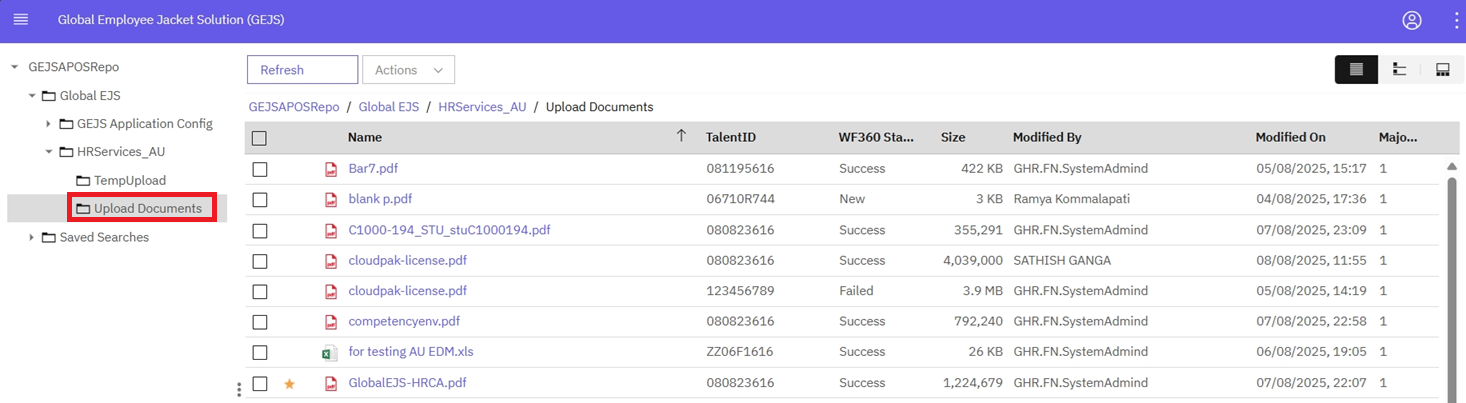 Global Employee Jacket Solution (GEJS)
GEJSAPOSRepo
Global EJS
GEJS Application Config
HRServices_AU
TempUpload
Upload Documents
Saved Searches
Refresh Actions
GEJSAPOSRepo / Global EJS / HRServices_AU / Upload Documents
Name TalentID WF360 Sta... Size Modified By Modified On Majo...
Bar7.pdf 081195616 Success 422 KB GHR.FN.SystemAdmind 05/08/2025, 15:17 1
blank p.pdf 06710R744 New 3 KB Ramya Kommalapati 04/08/2025, 17:36 1
C1000-194_STU_stuC1000194.pdf 080823616 Success 355,291 GHR.FN.SystemAdmind 07/08/2025, 23:09 1
cloudpak-license.pdf 080823616 Success 4,039,000 SATHISH GANGA 08/08/2025, 11:55 1
cloudpak-license.pdf 123456789 Failed 3.9 MB GHR.FN.SystemAdmind 05/08/2025, 14:19 1
competencyenv.pdf 080823616 Success 792,240 GHR.FN.SystemAdmind 07/08/2025, 22:58 1
for testing AU EDM.xls ZZ06F1616 Success 26 KB GHR.FN.SystemAdmind 06/08/2025, 19:05 1
GlobalEJS-HRCA.pdf 080823616 Success 1,224,679 GHR.FN.SystemAdmind 07/08/2025, 22:07 1